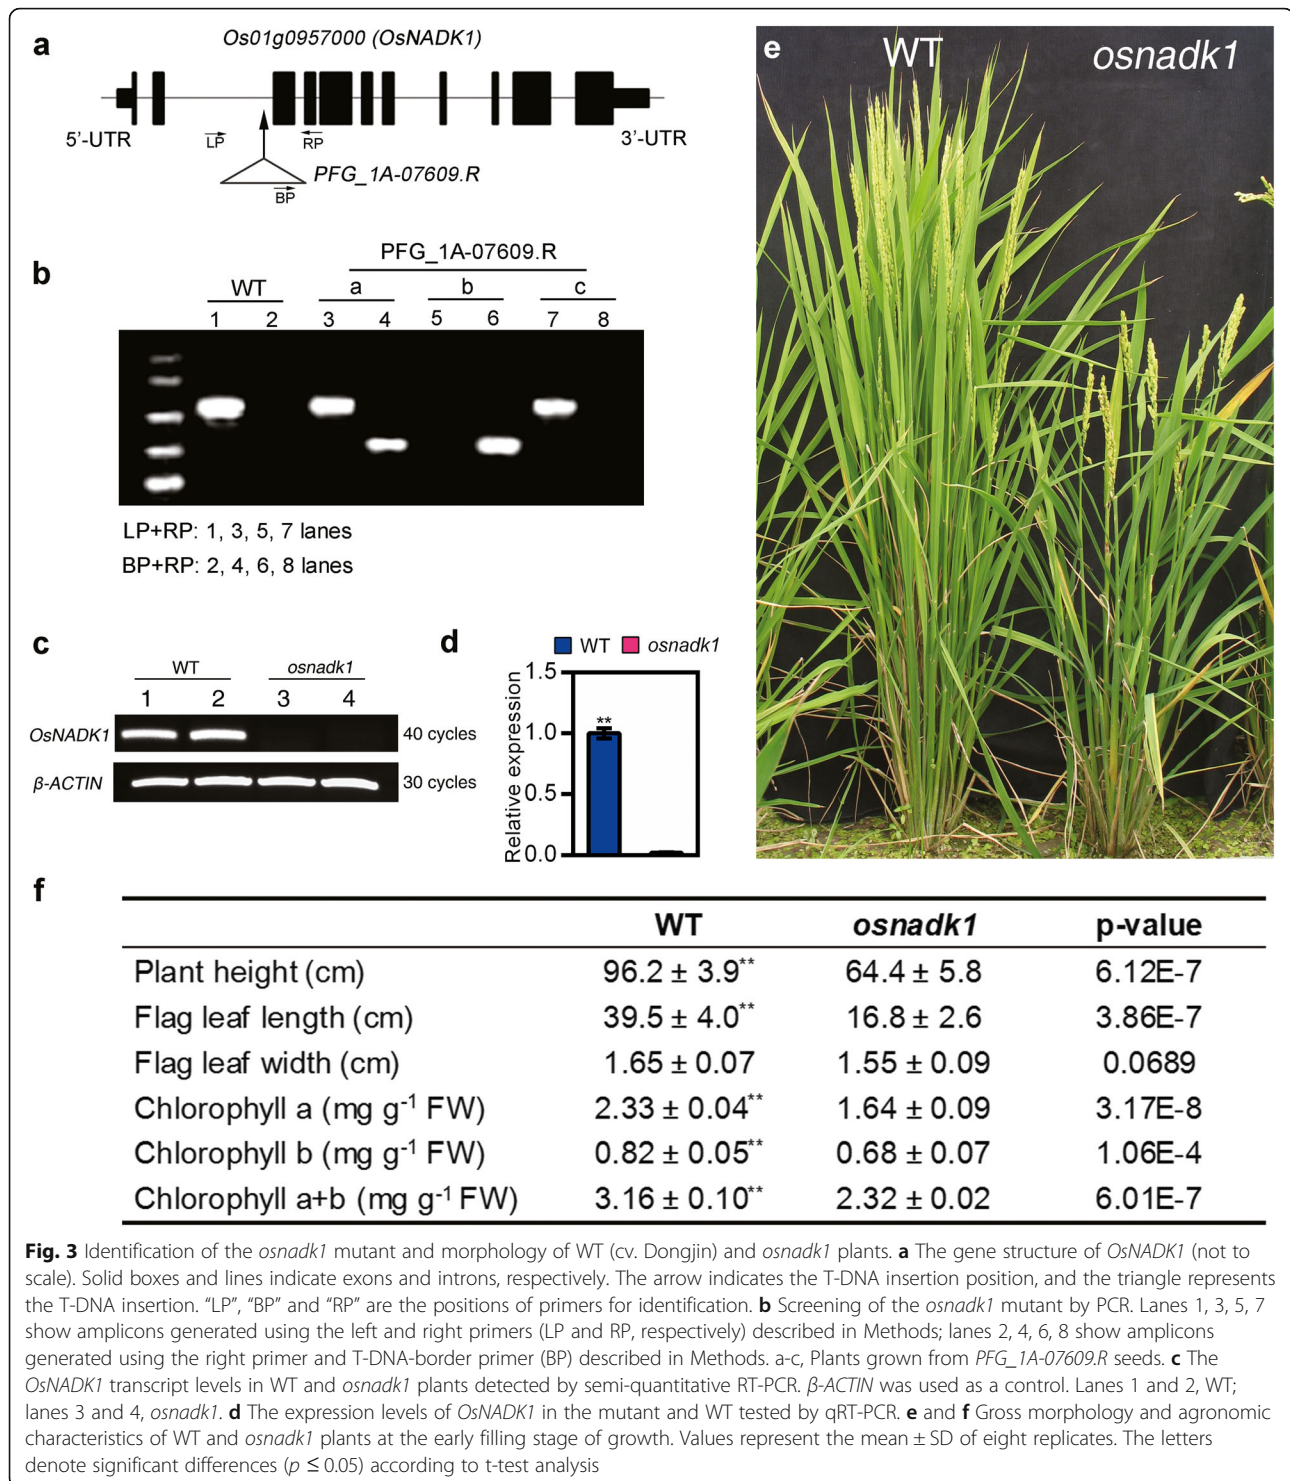 a
Os01g0957000 (OsNADK1)
5'-UTR
LP
RP
3'-UTR
PFG_1A-07609.R
BP
b
PFG_1A-07609.R
WT a b c
1 2 3 4 5 6 7 8
LP+RP: 1, 3, 5, 7 lanes
BP+RP: 2, 4, 6, 8 lanes
c
WT osnadk1
1 2 3 4
OsNADK1 40 cycles
β-ACTIN 30 cycles
d
WT osnadk1
Relative expression
1.5
1.0
0.5
0.0
**
e
WT osnadk1
f
WT osnadk1 p-value
Plant height (cm) 96.2 ± 3.9** 64.4 ± 5.8 6.12E-7
Flag leaf length (cm) 39.5 ± 4.0** 16.8 ± 2.6 3.86E-7
Flag leaf width (cm) 1.65 ± 0.07 1.55 ± 0.09 0.0689
Chlorophyll a (mg g-1 FW) 2.33 ± 0.04** 1.64 ± 0.09 3.17E-8
Chlorophyll b (mg g-1 FW) 0.82 ± 0.05** 0.68 ± 0.07 1.06E-4
Chlorophyll a+b (mg g-1 FW) 3.16 ± 0.10** 2.32 ± 0.02 6.01E-7
Fig. 3 Identification of the osnadk1 mutant and morphology of WT (cv. Dongjin) and osnadk1 plants. a The gene structure of OsNADK1 (not to
scale). Solid boxes and lines indicate exons and introns, respectively. The arrow indicates the T-DNA insertion position, and the triangle represents
the T-DNA insertion. "LP", "BP" and "RP" are the positions of primers for identification. b Screening of the osnadk1 mutant by PCR. Lanes 1, 3, 5, 7
show amplicons generated using the left and right primers (LP and RP, respectively) described in Methods; lanes 2, 4, 6, 8 show amplicons
generated using the right primer and T-DNA-border primer (BP) described in Methods. a-c, Plants grown from PFG_1A-07609.R seeds. c The
OsNADK1 transcript levels in WT and osnadk1 plants detected by semi-quantitative RT-PCR. β-ACTIN was used as a control. Lanes 1 and 2, WT;
lanes 3 and 4, osnadk1. d The expression levels of OsNADK1 in the mutant and WT tested by qRT-PCR. e and f Gross morphology and agronomic
characteristics of WT and osnadk1 plants at the early filling stage of growth. Values represent the mean ± SD of eight replicates. The letters
denote significant differences (p ≤ 0.05) according to t-test analysis